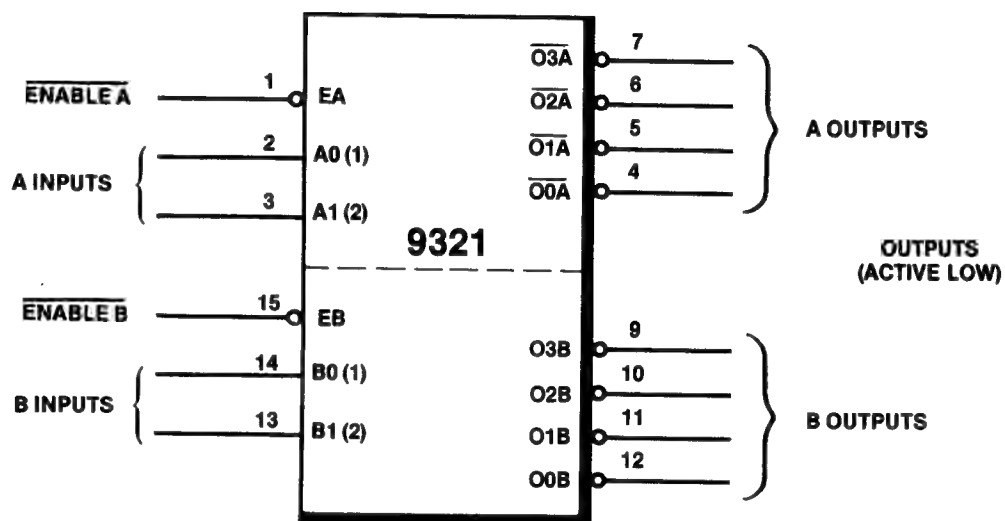 7
O3A
ENABLE A
1
EA
6
O2A
A INPUTS
2
A0 (1)
5
O1A
A OUTPUTS
3
A1 (2)
4
O0A
9321
OUTPUTS
(ACTIVE LOW)
ENABLE B
15
EB
O3B
9
B INPUTS
14
B0 (1)
O2B
10
13
B1 (2)
O1B
11
B OUTPUTS
O0B
12